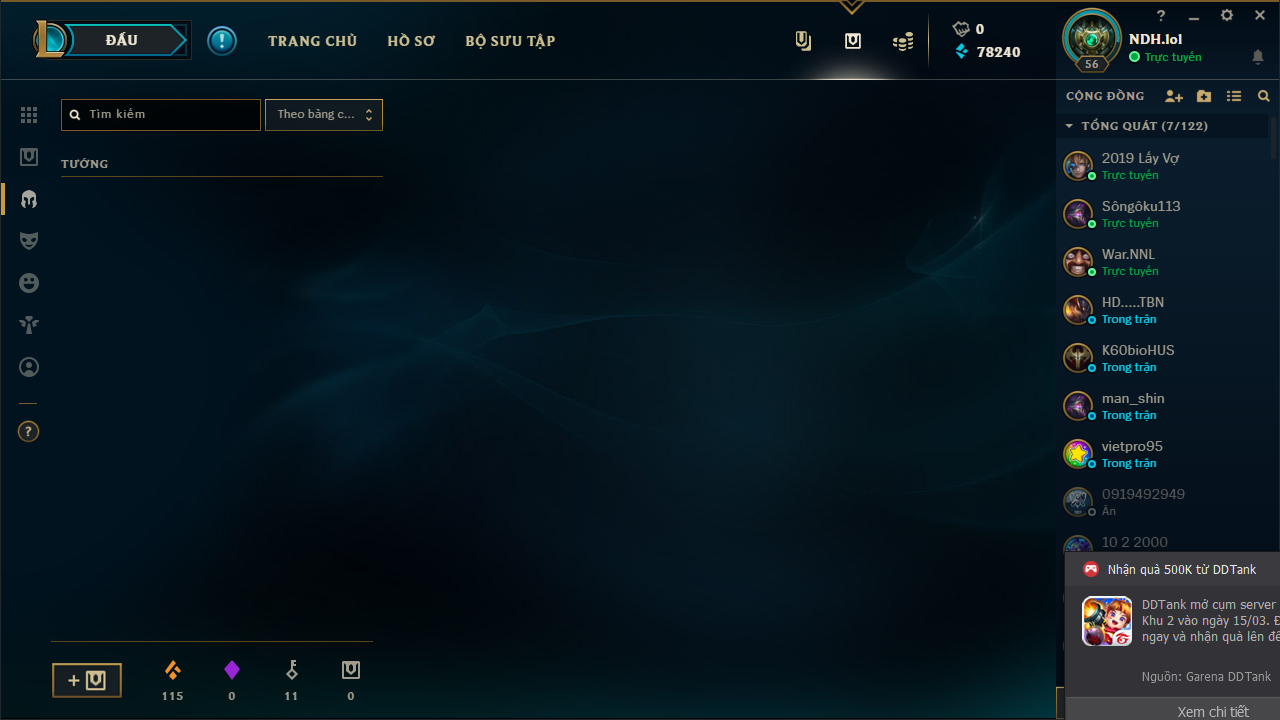 ĐẤU
!
TRANG CHỦ
HỒ SƠ
BỘ SƯU TẬP
0
78240
?
56
NDH.lol
Trực tuyến
Tìm kiếm
Theo bảng c...
TƯỚNG
?
115
0
11
0
CỘNG ĐỒNG
TỔNG QUÁT (7/122)
2019 Lấy Vợ
Trực tuyến
Sôngôku113
Trực tuyến
War.NNL
Trực tuyến
HD.....TBN
Trong trận
K60bioHUS
Trong trận
man_shin
Trong trận
vietpro95
Trong trận
0919492949
Ẩn
10 2 2000
Nhận quà 500K từ DDTank
DDTank mở cụm server
Khu 2 vào ngày 15/03. Đ
ngay và nhận quà lên đế
Nguồn: Garena DDTank
Xem chi tiết